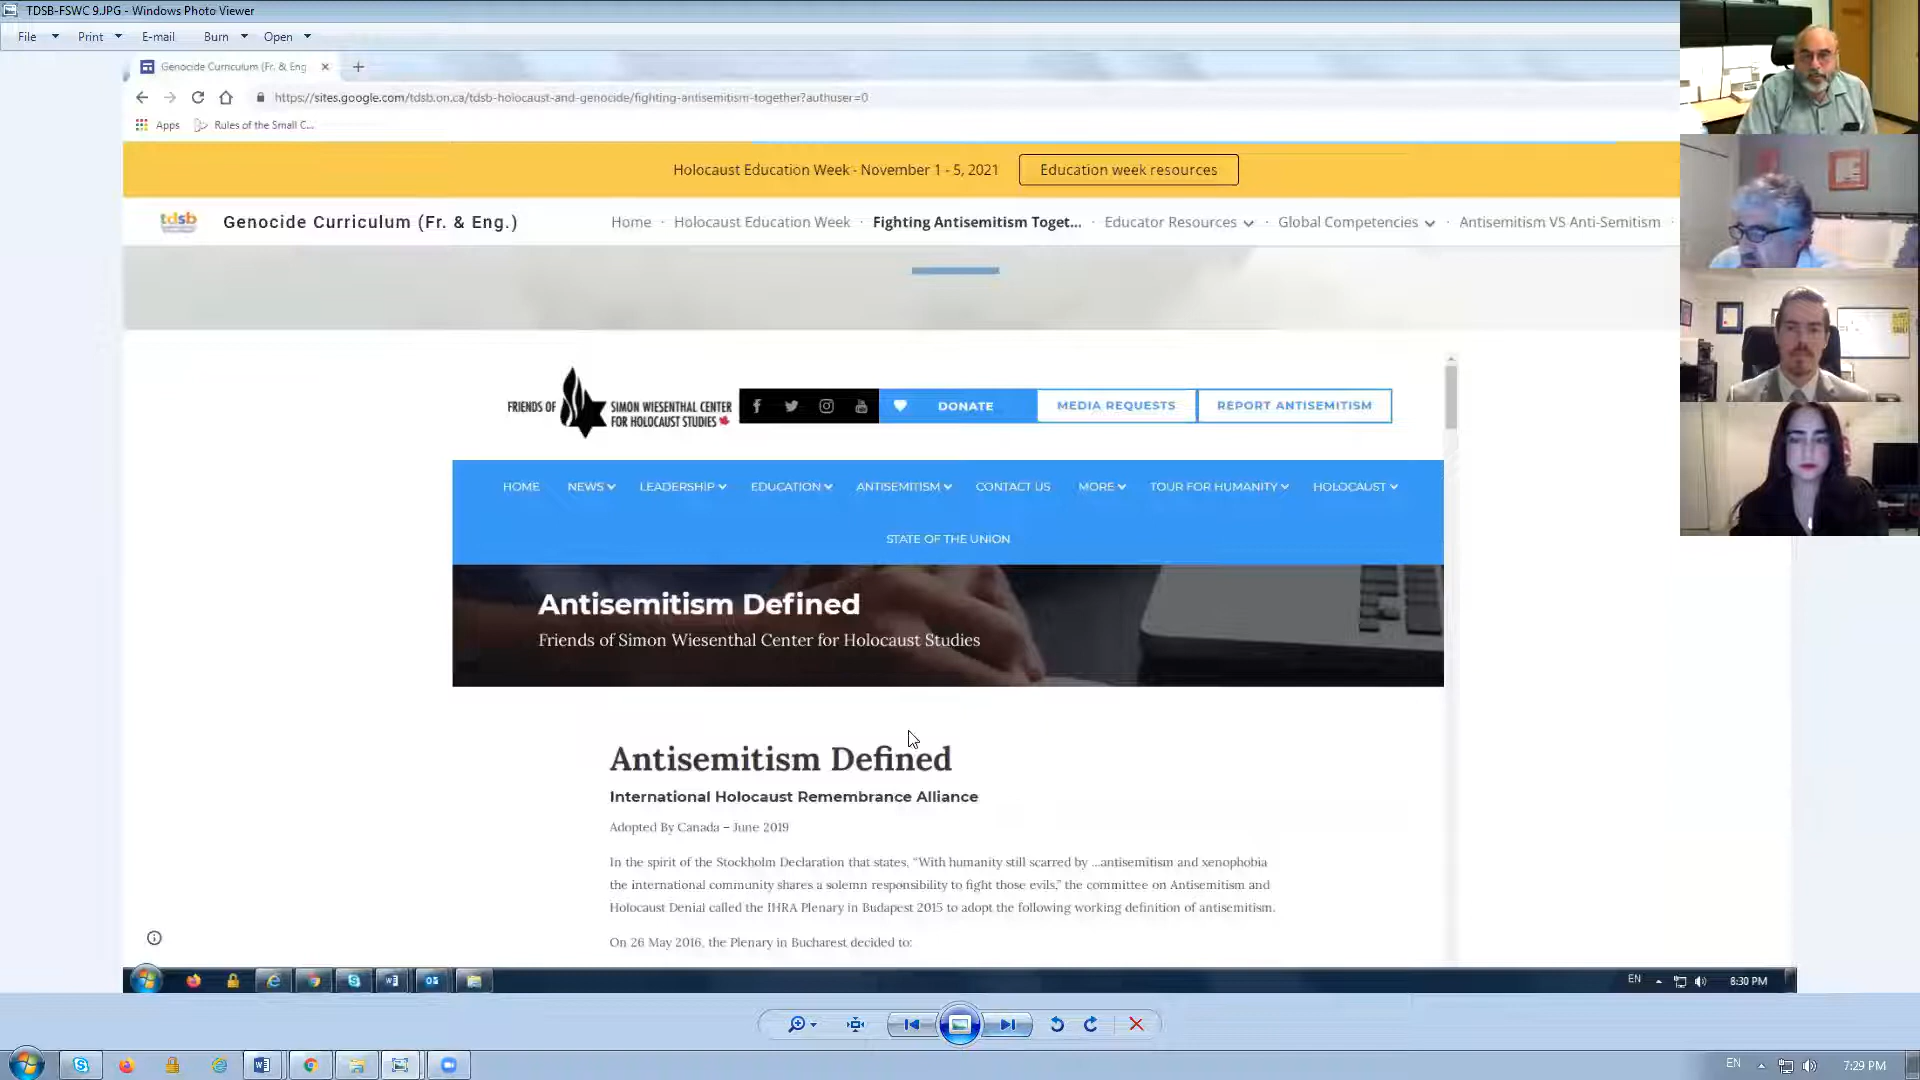 TDSB-FSWC 9.JPG - Windows Photo Viewer
File Print E-mail Burn Open
Genocide Curriculum (Fr. & Eng
https://sites.google.com/tdsb.on.ca/tdsb-holocaust-and-genocide/fighting-antisemitism-together?authuser=0
Apps Rules of the Small C...
Holocaust Education Week - November 1 - 5, 2021 Education week resources
tdsb Genocide Curriculum (Fr. & Eng.) Home · Holocaust Education Week · Fighting Antisemitism Toget... · Educator Resources · Global Competencies · Antisemitism VS Anti-Semitism ·
FRIENDS OF SIMON WIESENTHAL CENTER
FOR HOLOCAUST STUDIES
DONATE MEDIA REQUESTS REPORT ANTISEMITISM
HOME NEWS LEADERSHIP EDUCATION ANTISEMITISM CONTACT US MORE TOUR FOR HUMANITY HOLOCAUST
STATE OF THE UNION
Antisemitism Defined
Friends of Simon Wiesenthal Center for Holocaust Studies
Antisemitism Defined
International Holocaust Remembrance Alliance
Adopted By Canada – June 2019
In the spirit of the Stockholm Declaration that states, “With humanity still scarred by ...antisemitism and xenophobia
the international community shares a solemn responsibility to fight those evils,” the committee on Antisemitism and
Holocaust Denial called the IHRA Plenary in Budapest 2015 to adopt the following working definition of antisemitism.
On 26 May 2016, the Plenary in Bucharest decided to:
EN 8:30 PM
EN 7:29 PM